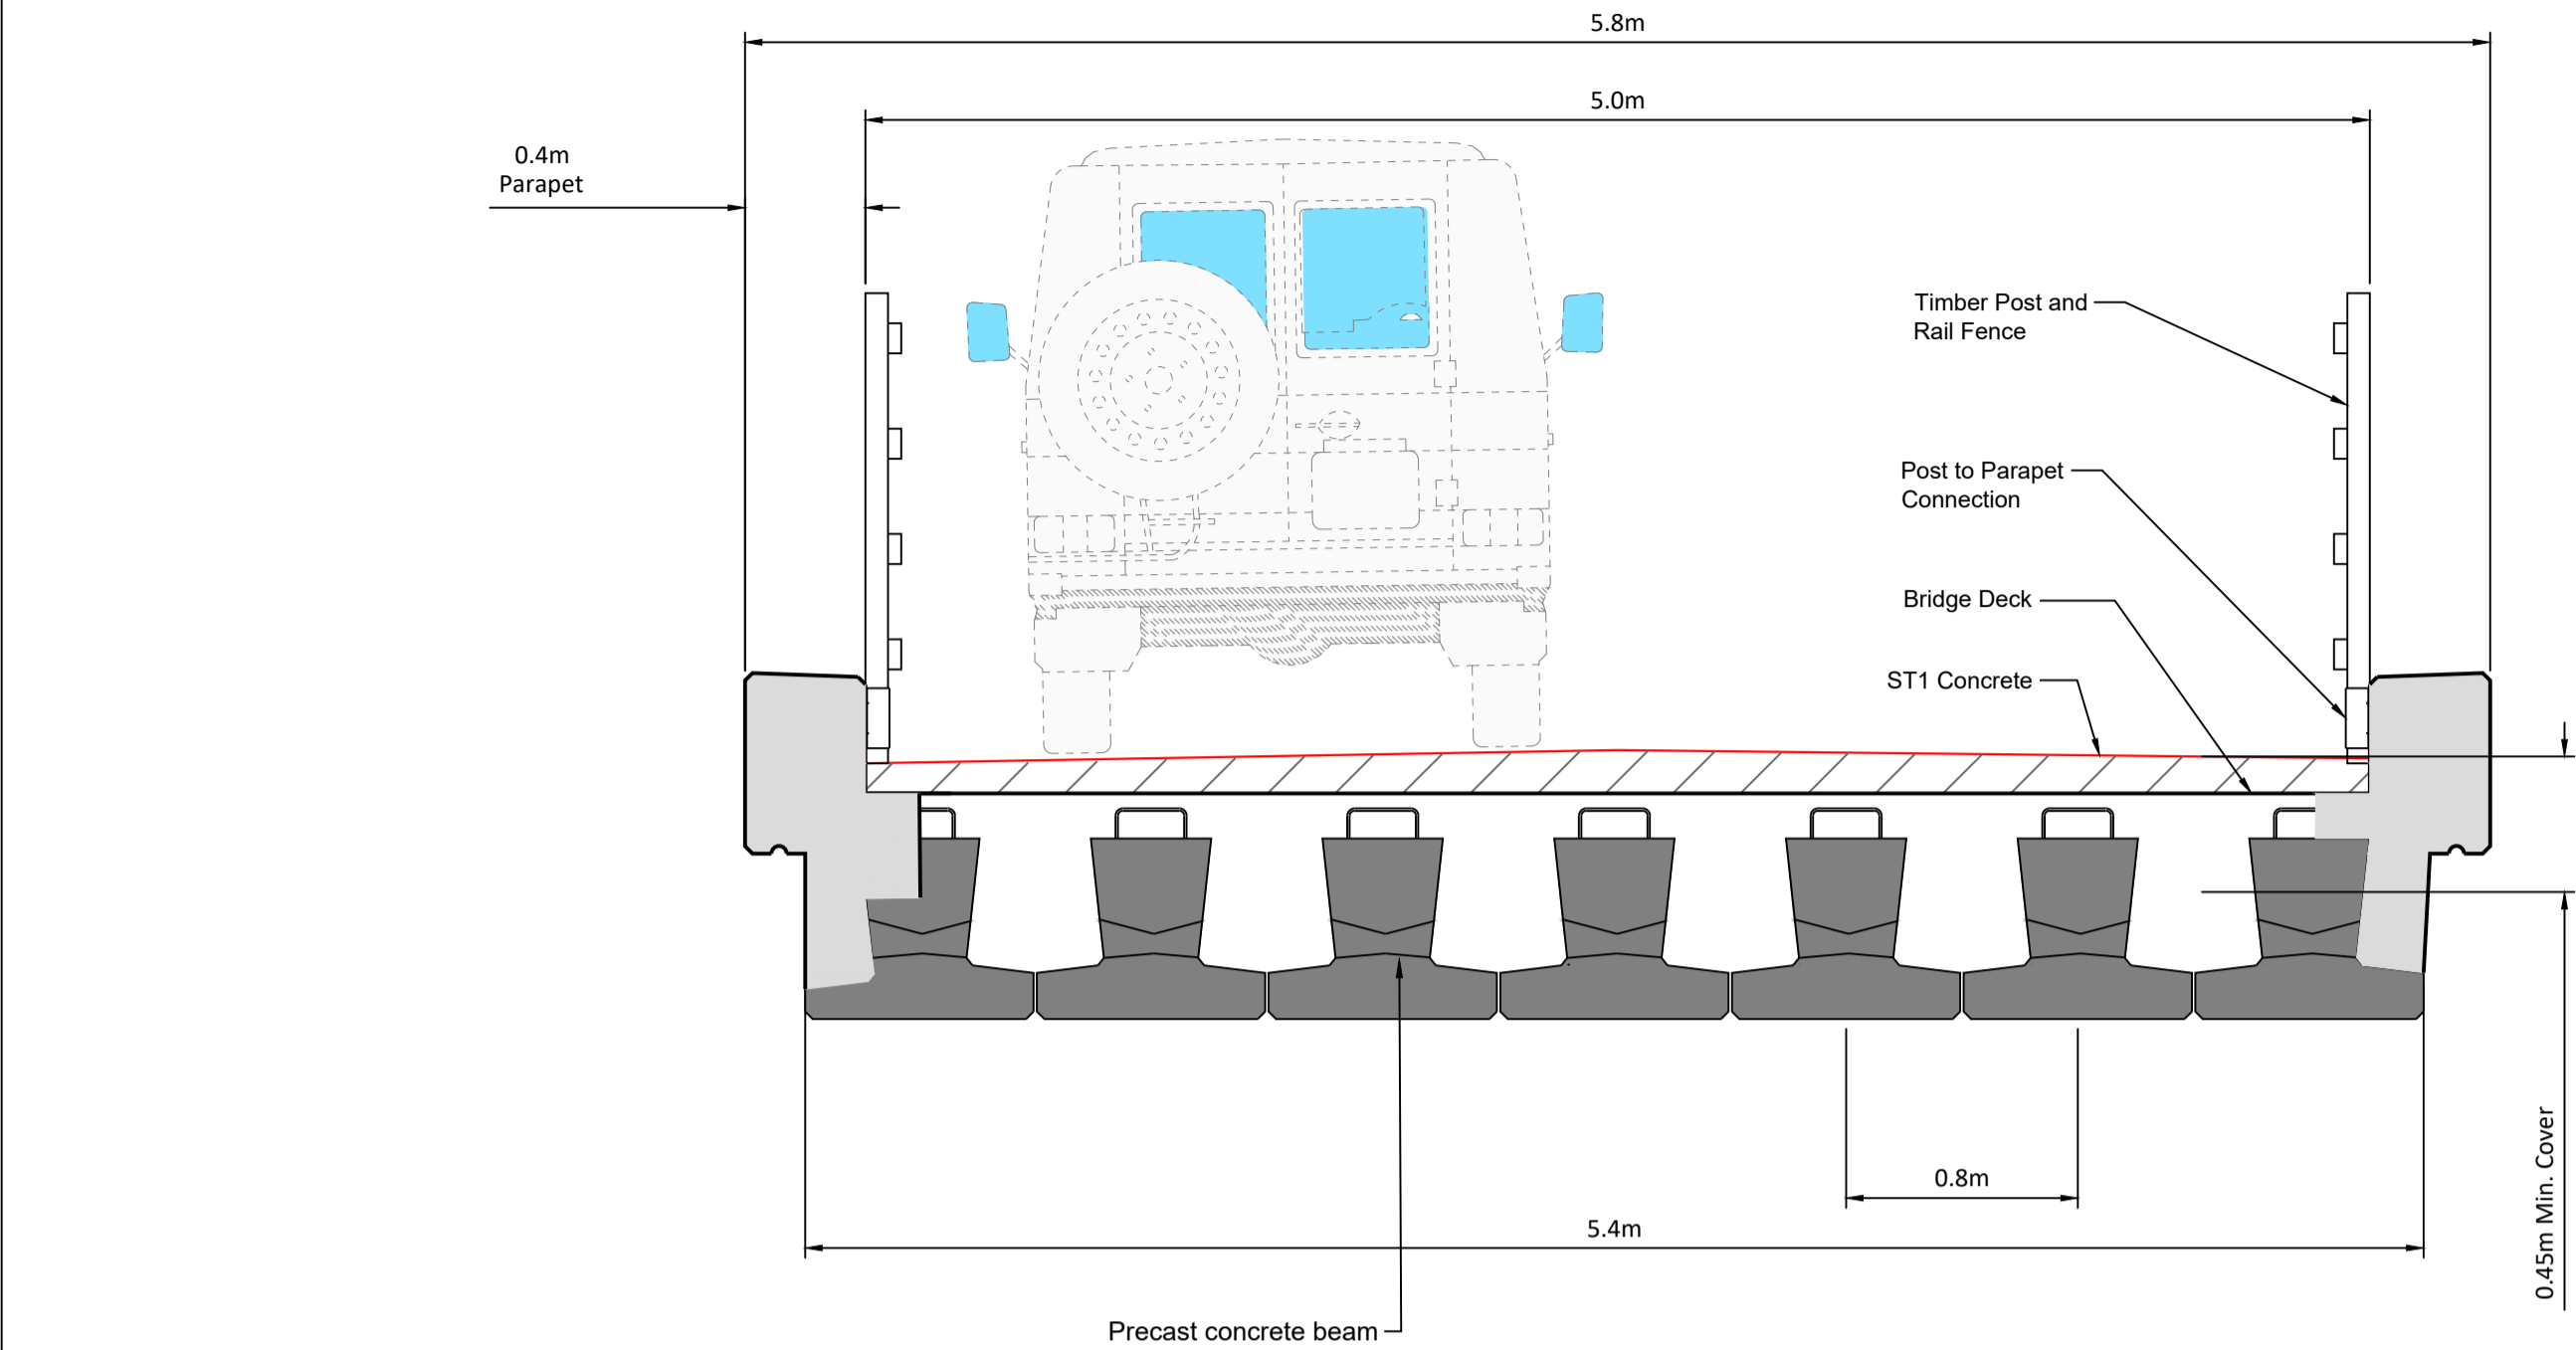 5.8m
5.0m
0.4m
Parapet
Timber Post and
Rail Fence
Post to Parapet
Connection
Bridge Deck
ST1 Concrete
0.8m
5.4m
0.45m Min. Cover
Precast concrete beam